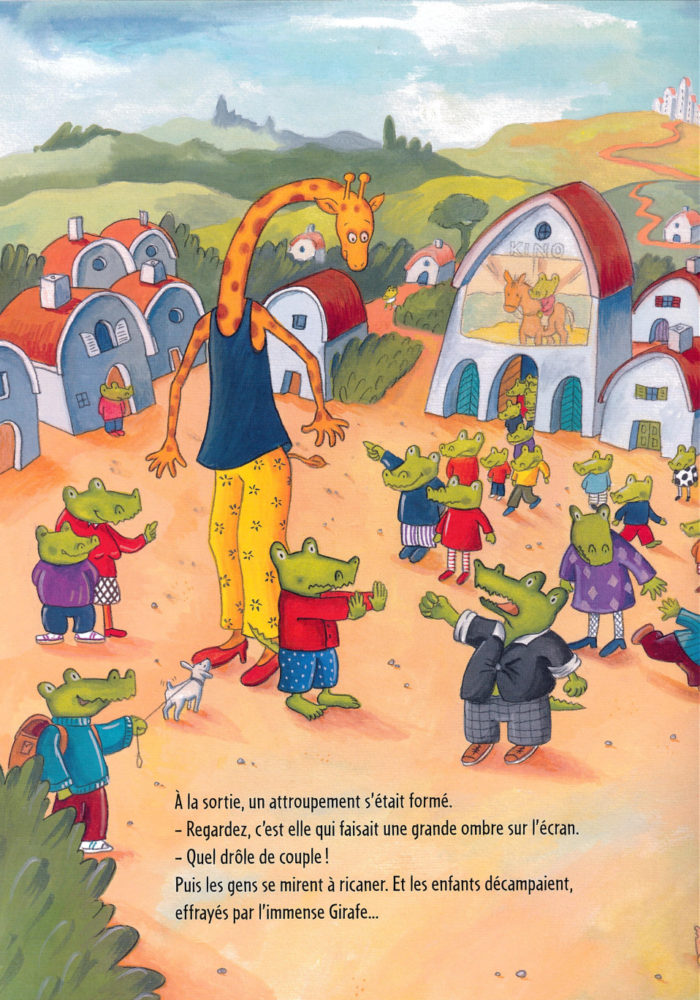 KINO
À la sortie, un attroupement s'était formé.
– Regardez, c'est elle qui faisait une grande ombre sur l'écran.
– Quel drôle de couple !
Puis les gens se mirent à ricaner. Et les enfants décampaient,
effrayés par l'immense Girafe...